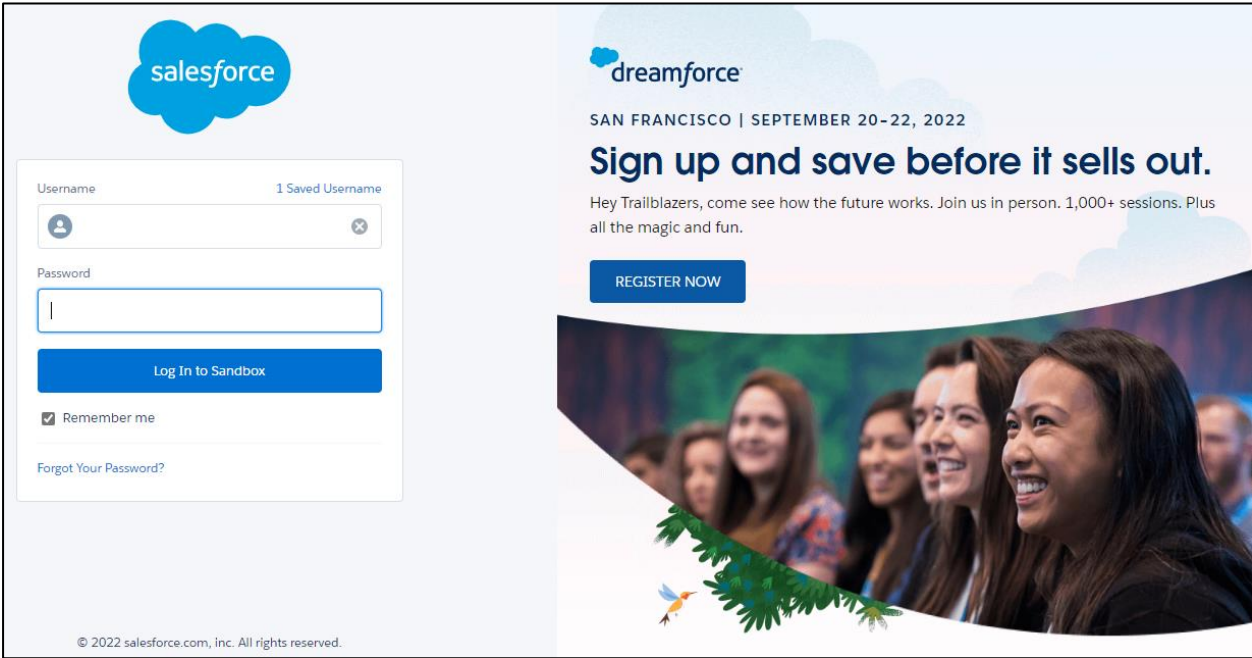 salesforce
Username
1 Saved Username
Password
Log In to Sandbox
Remember me
Forgot Your Password?
© 2022 salesforce.com, inc. All rights reserved.
dreamforce
SAN FRANCISCO | SEPTEMBER 20–22, 2022
Sign up and save before it sells out.
Hey Trailblazers, come see how the future works. Join us in person. 1,000+ sessions. Plus
all the magic and fun.
REGISTER NOW